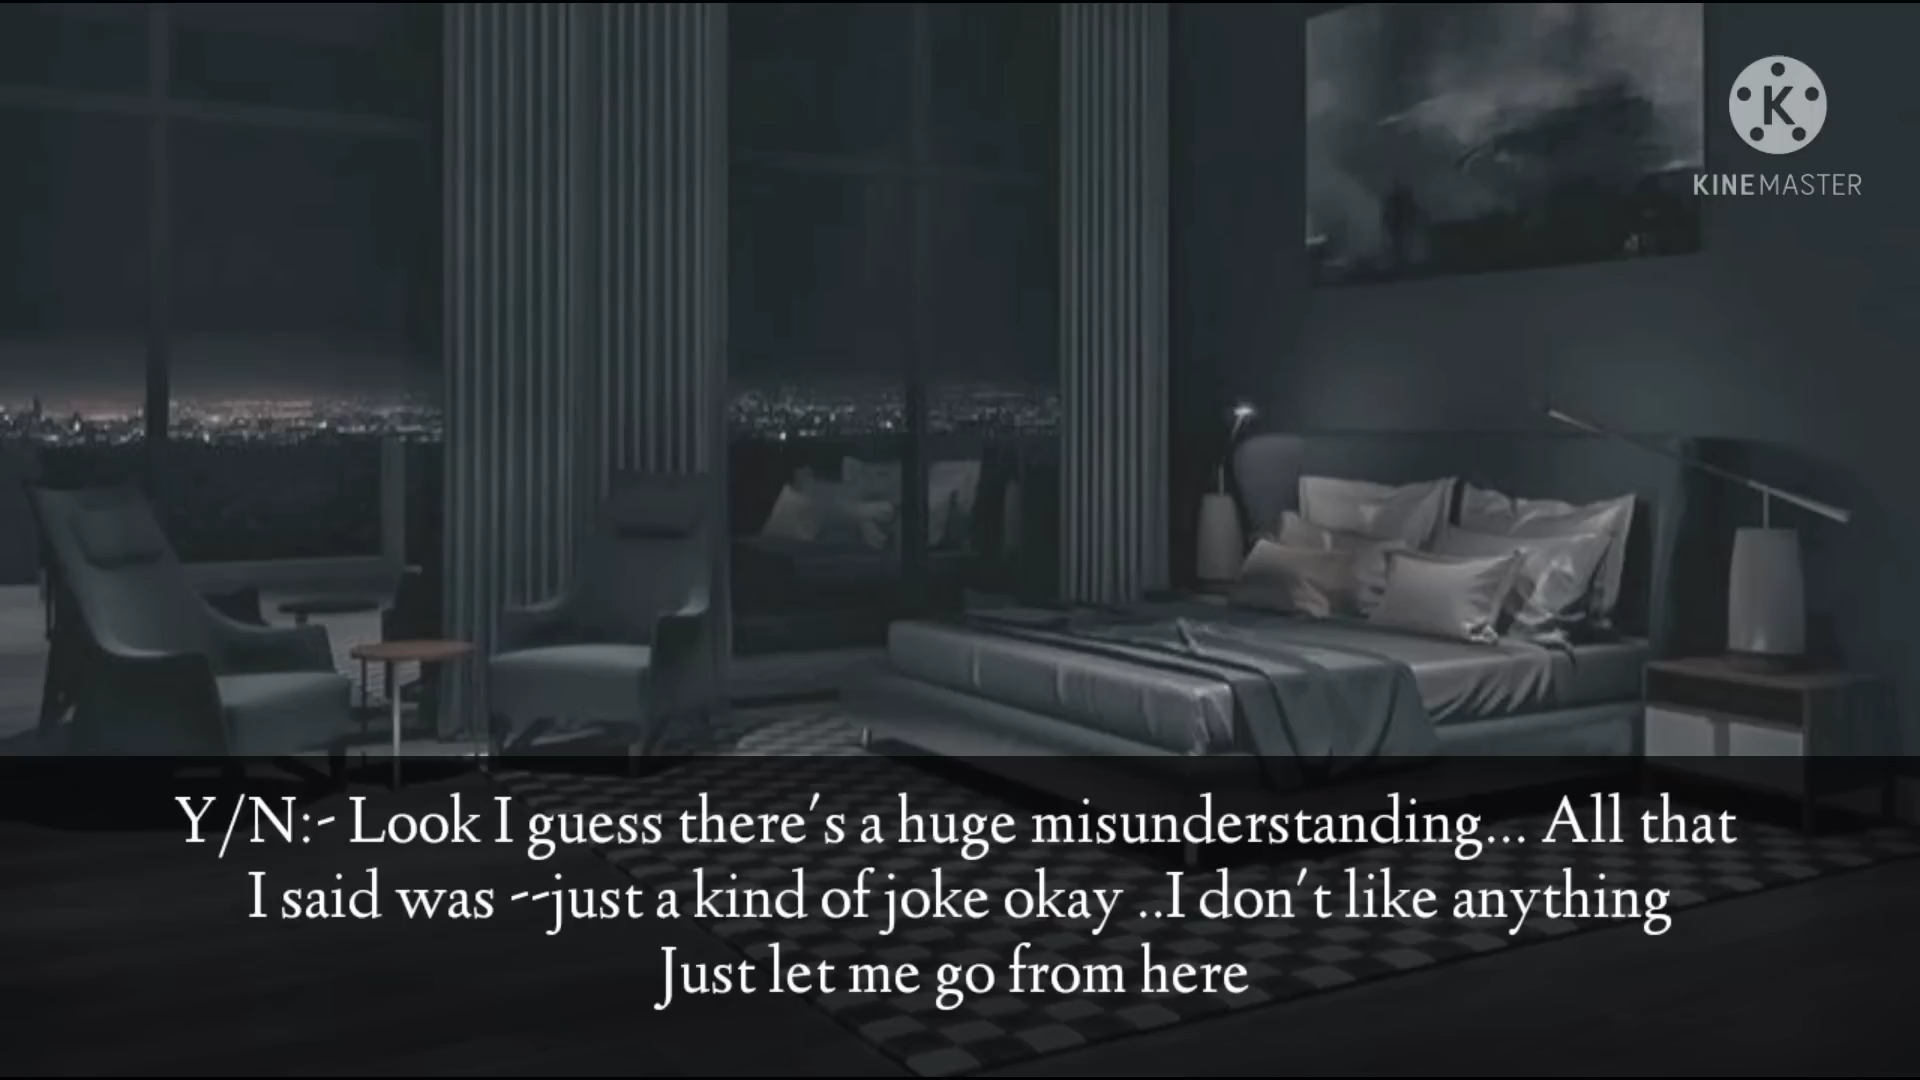 K
KINEMASTER
Y/N:- Look I guess there's a huge misunderstanding... All that
I said was --just a kind of joke okay ..I don't like anything
Just let me go from here